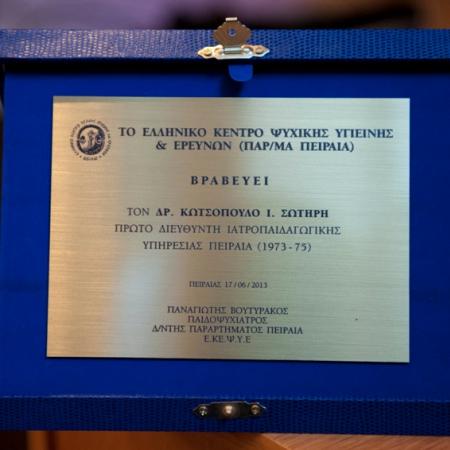 ΤΟ ΕΛΛΗΝΙΚΟ ΚΕΝΤΡΟ ΨΥΧΙΚΗΣ ΥΓΙΕΙΝΗΣ
& ΕΡΕΥΝΩΝ (ΠΑΡ/ΜΑ ΠΕΙΡΑΙΑ)
ΒΡΑΒΕΥΕΙ
ΤΟΝ ΔΡ. ΚΩΤΣΟΠΟΥΛΟ Ι. ΣΩΤΗΡΗ
ΠΡΩΤΟ ΔΙΕΥΘΥΝΤΗ ΙΑΤΡΟΠΑΙΔΑΓΩΓΙΚΗΣ
ΥΠΗΡΕΣΙΑΣ ΠΕΙΡΑΙΑ (1973-75)
ΠΕΙΡΑΙΑΣ 17/06/2013
ΠΑΝΑΓΙΩΤΗΣ ΒΟΥΤΥΡΑΚΟΣ
ΠΑΙΔΟΨΥΧΙΑΤΡΟΣ
Δ/ΝΤΗΣ ΠΑΡΑΡΤΗΜΑΤΟΣ ΠΕΙΡΑΙΑ
Ε.ΚΕ.Ψ.Υ.Ε